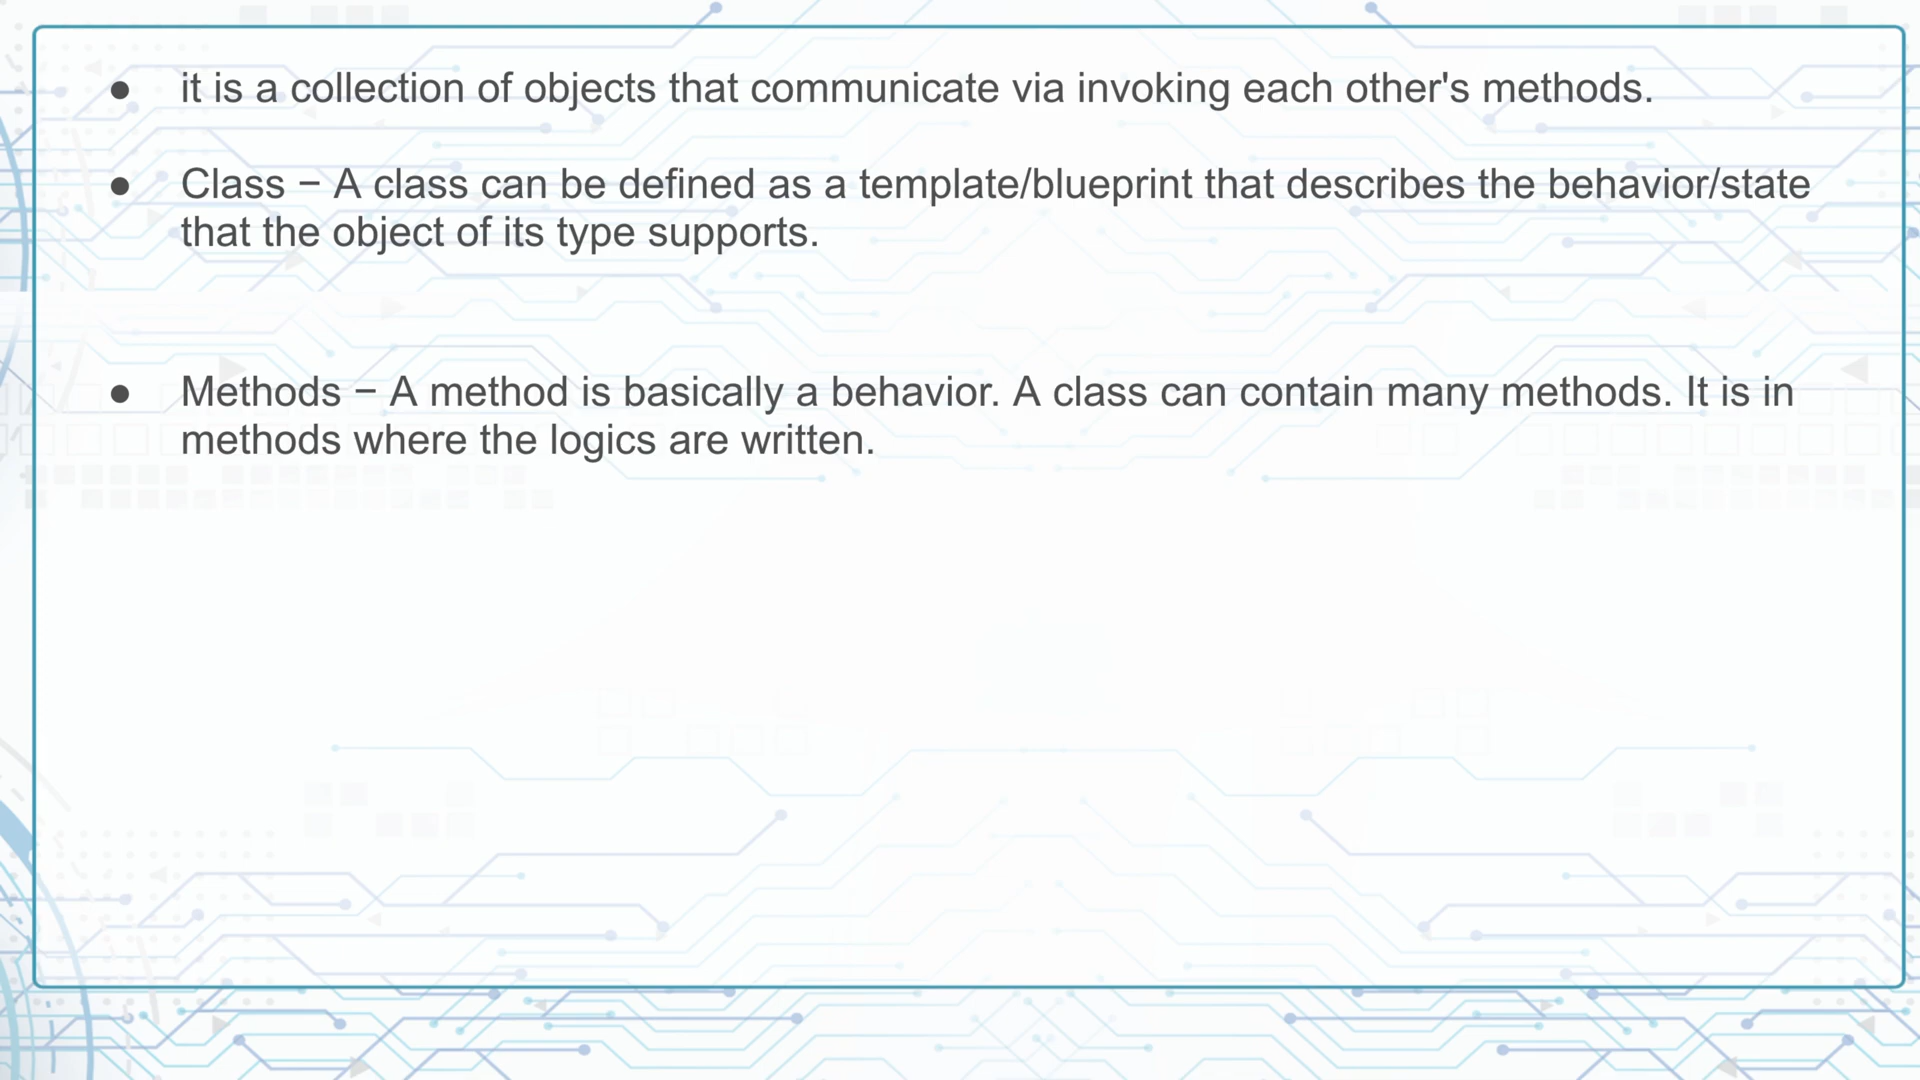 ● it is a collection of objects that communicate via invoking each other's methods.
● Class − A class can be defined as a template/blueprint that describes the behavior/state
that the object of its type supports.
● Methods − A method is basically a behavior. A class can contain many methods. It is in
methods where the logics are written.